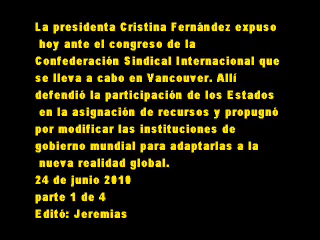 La presidenta Cristina Fernández expuso
hoy ante el congreso de la
Confederación Sindical Internacional que
se lleva a cabo en Vancouver. Allí
defendió la participación de los Estados
en la asignación de recursos y propugnó
por modificar las instituciones de
gobierno mundial para adaptarlas a la
nueva realidad global.
24 de junio 2010
parte 1 de 4
Editó: Jeremias